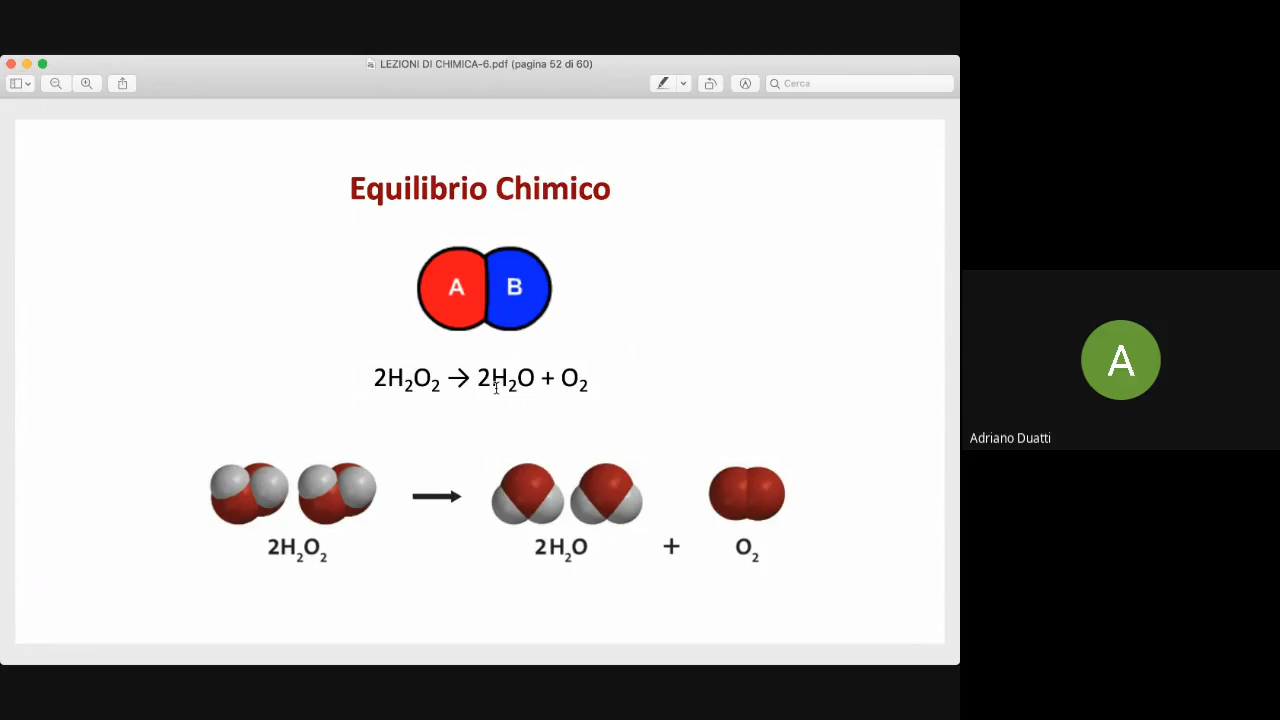 LEZIONI DI CHIMICA-6.pdf (pagina 52 di 60)
Cerca
Equilibrio Chimico
A B
2H₂O₂ → 2H₂O + O₂
2H₂O₂ 2H₂O + O₂
A
Adriano Duatti